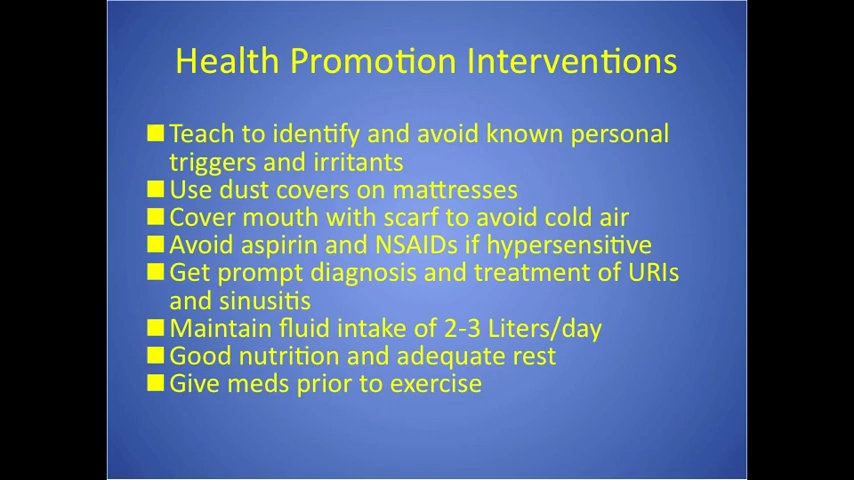 Health Promotion Interventions
■ Teach to identify and avoid known personal
triggers and irritants
■ Use dust covers on mattresses
■ Cover mouth with scarf to avoid cold air
■ Avoid aspirin and NSAIDs if hypersensitive
■ Get prompt diagnosis and treatment of URIs
and sinusitis
■ Maintain fluid intake of 2-3 Liters/day
■ Good nutrition and adequate rest
■ Give meds prior to exercise